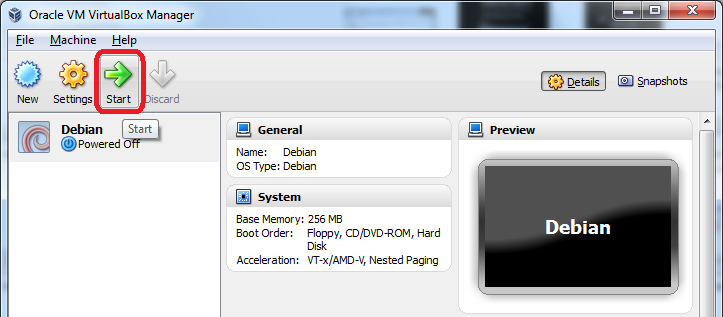 Oracle VM VirtualBox Manager
File Machine Help
New Settings Start Discard
Details Snapshots
Start
Debian
Powered Off
General
Name: Debian
OS Type: Debian
System
Base Memory: 256 MB
Boot Order: Floppy, CD/DVD-ROM, Hard
Disk
Acceleration: VT-x/AMD-V, Nested Paging
Preview
Debian